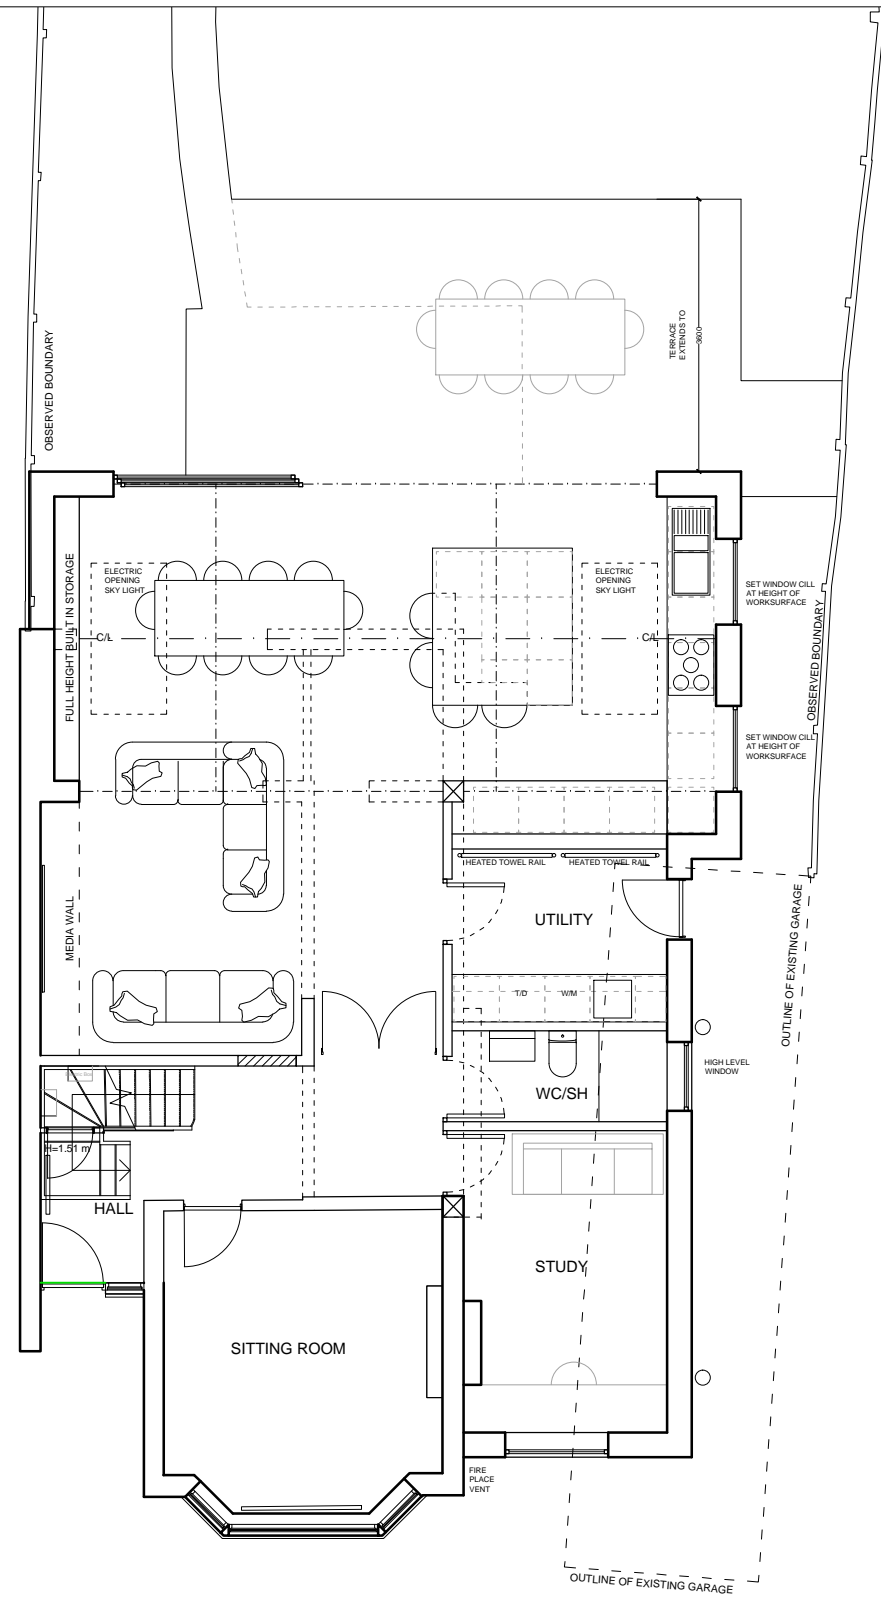 OBSERVED BOUNDARY
TERRACE
EXTENDS TO
3600
FULL HEIGHT BUILT IN STORAGE
ELECTRIC
OPENING
SKY LIGHT
ELECTRIC
OPENING
SKY LIGHT
SET WINDOW CILL
AT HEIGHT OF
WORKSURFACE
C/L
C/L
OBSERVED BOUNDARY
SET WINDOW CILL
AT HEIGHT OF
WORKSURFACE
HEATED TOWEL RAIL
HEATED TOWEL RAIL
MEDIA WALL
UTILITY
OUTLINE OF EXISTING GARAGE
T/D
W/M
HIGH LEVEL
WINDOW
WC/SH
H=1.51 m
HALL
STUDY
SITTING ROOM
FIRE
PLACE
VENT
OUTLINE OF EXISTING GARAGE